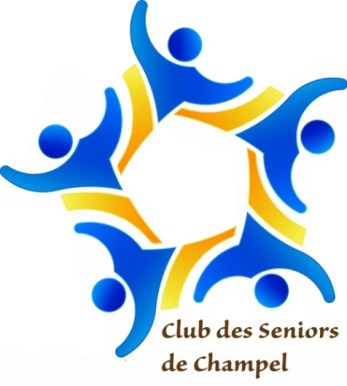 Club des Seniors
de Champel